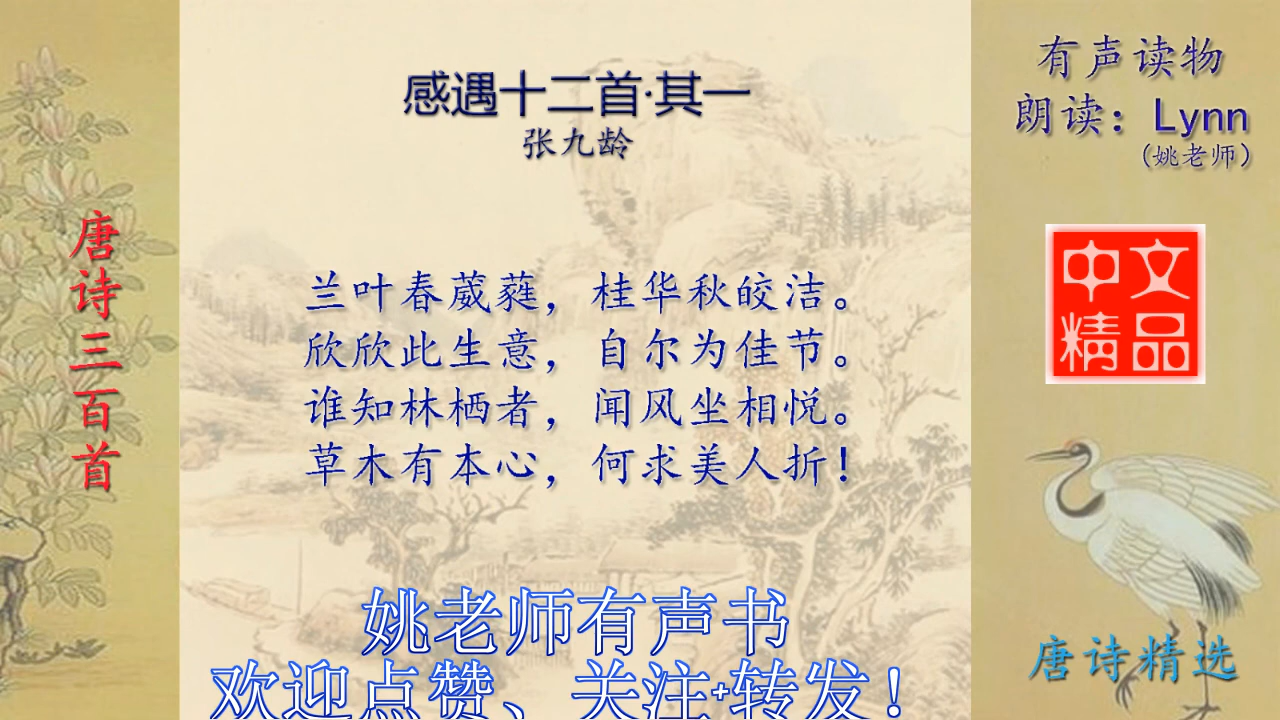 感遇十二首·其一
张九龄
兰叶春葳蕤，桂华秋皎洁。
欣欣此生意，自尔为佳节。
谁知林栖者，闻风坐相悦。
草木有本心，何求美人折！
姚老师有声书
欢迎点赞、关注+转发！
唐诗三百首
有声读物
朗读：Lynn
（姚老师）
中文
精品
唐诗精选